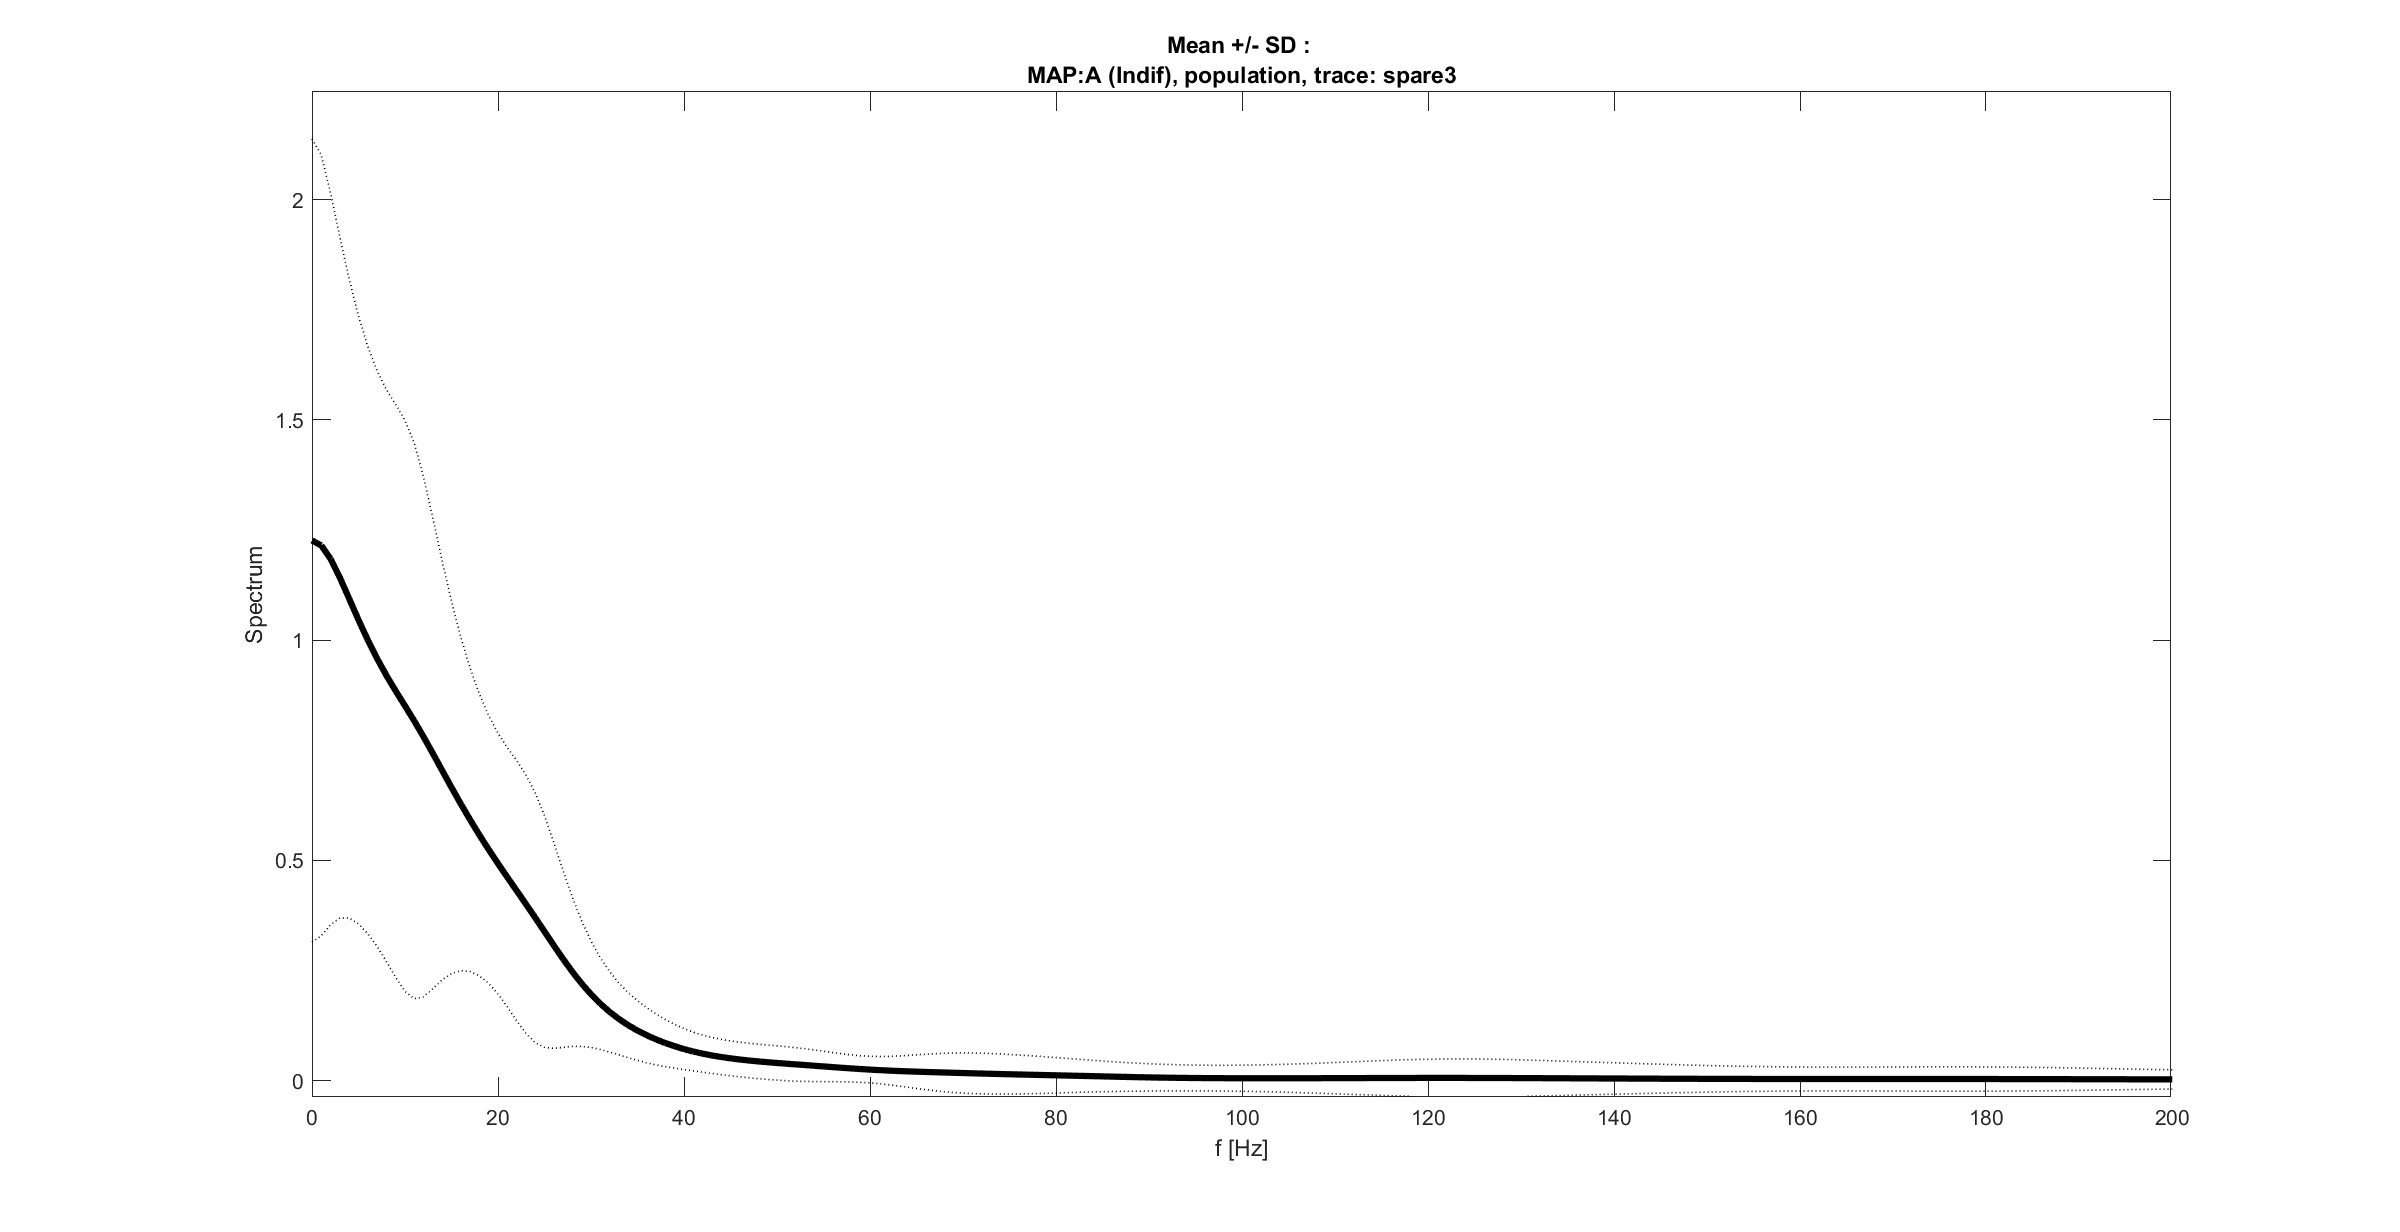 Mean +/- SD :
MAP:A (Indif), population, trace: spare3
2
1.5
Spectrum
1
0.5
0
0 20 40 60 80 100 120 140 160 180 200
f [Hz]